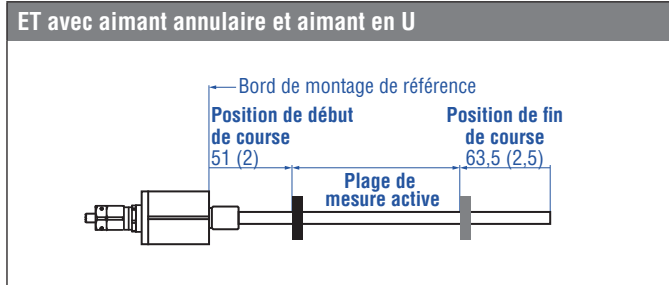 ET avec aimant annulaire et aimant en U
Bord de montage de référence
Position de début
de course
51 (2)
Position de fin
de course
63,5 (2,5)
Plage de
mesure active